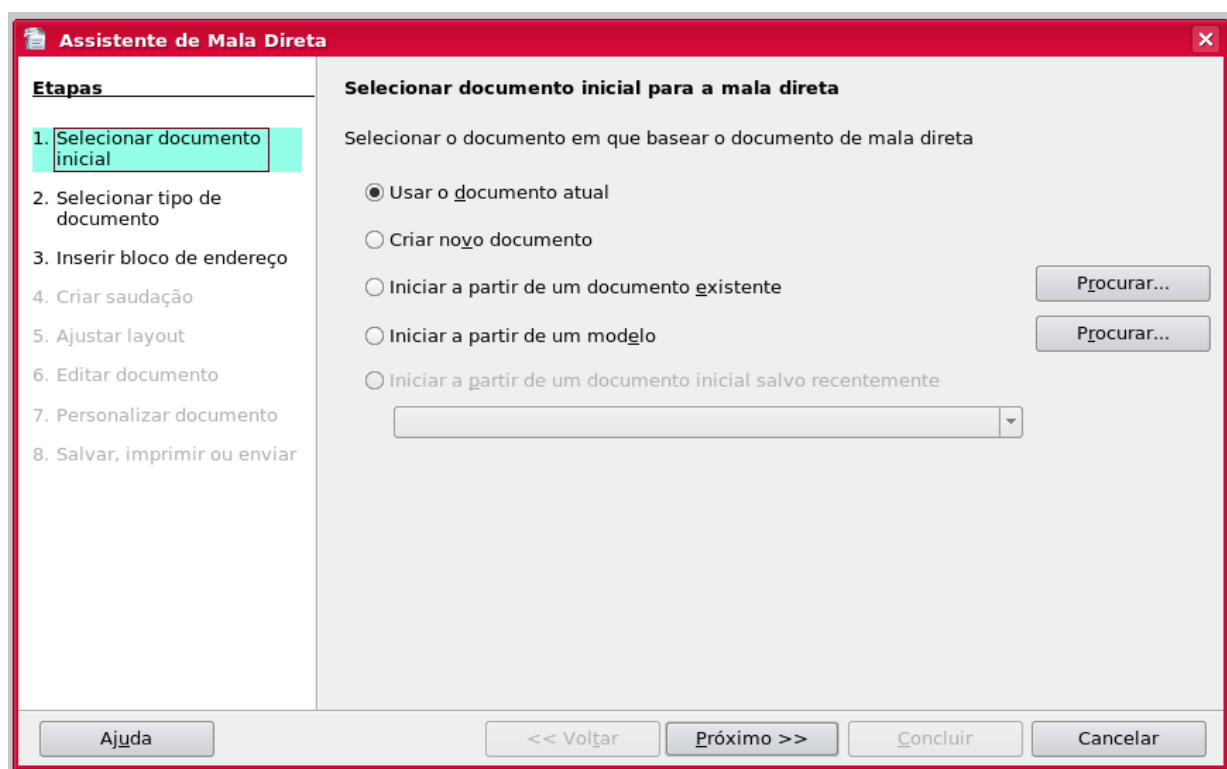 Assistente de Mala Direta
Etapas
1. Selecionar documento
inicial
2. Selecionar tipo de
documento
3. Inserir bloco de endereço
4. Criar saudação
5. Ajustar layout
6. Editar documento
7. Personalizar documento
8. Salvar, imprimir ou enviar
Selecionar documento inicial para a mala direta
Selecionar o documento em que basear o documento de mala direta
Usar o documento atual
Criar novo documento
Iniciar a partir de um documento existente
Procurar...
Iniciar a partir de um modelo
Procurar...
Iniciar a partir de um documento inicial salvo recentemente
Ajuda
<< Voltar
Próximo >>
Concluir
Cancelar